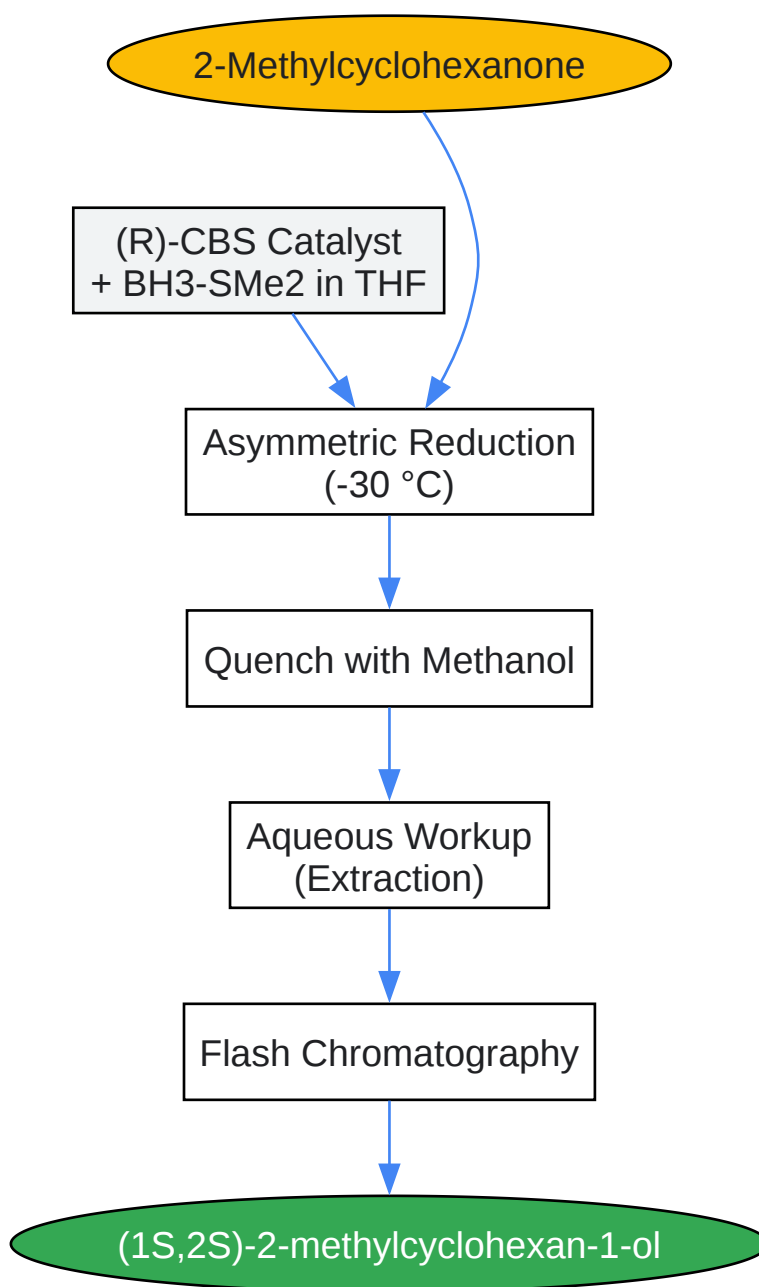 2-Methylcyclohexanone
(R)-CBS Catalyst
+ BH3-SMe2 in THF
Asymmetric Reduction
(-30 °C)
Quench with Methanol
Aqueous Workup
(Extraction)
Flash Chromatography
(1S,2S)-2-methylcyclohexan-1-ol